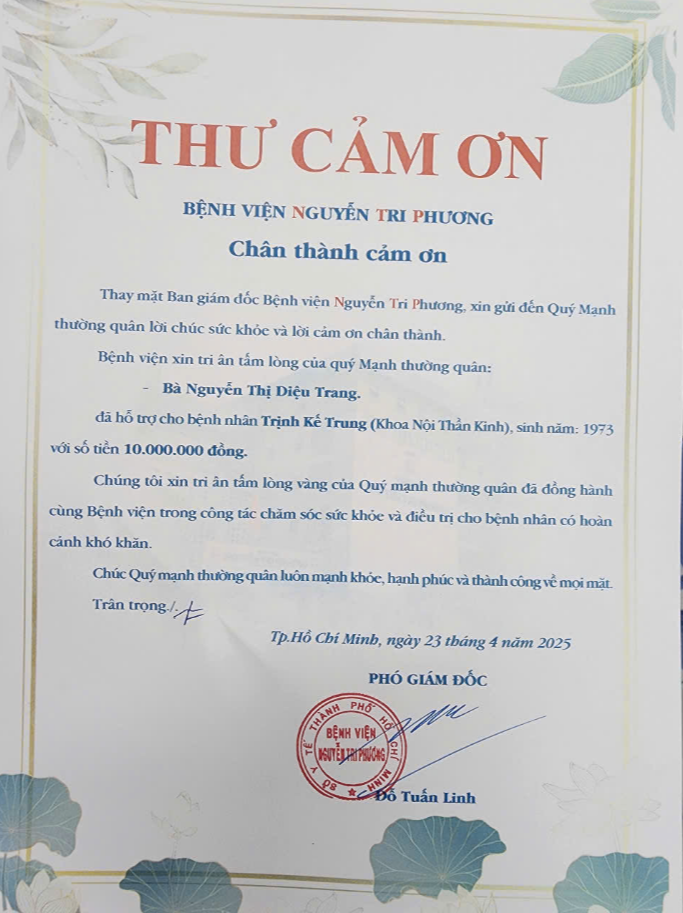 THƯ CẢM ƠN
BỆNH VIỆN NGUYỄN TRI PHƯƠNG
Chân thành cảm ơn
Thay mặt Ban giám đốc Bệnh viện Nguyễn Tri Phương, xin gửi đến Quý Mạnh
thường quân lời chúc sức khỏe và lời cảm ơn chân thành.
Bệnh viện xin tri ân tấm lòng của quý Mạnh thường quân:
- Bà Nguyễn Thị Diệu Trang.
đã hỗ trợ cho bệnh nhân Trịnh Kế Trung (Khoa Nội Thần Kinh), sinh năm: 1973
với số tiền 10.000.000 đồng.
Chúng tôi xin tri ân tấm lòng vàng của Quý mạnh thường quân đã đồng hành
cùng Bệnh viện trong công tác chăm sóc sức khỏe và điều trị cho bệnh nhân có hoàn
cảnh khó khăn.
Chúc Quý mạnh thường quân luôn mạnh khỏe, hạnh phúc và thành công về mọi mặt.
Trân trọng./.
Tp.Hồ Chí Minh, ngày 23 tháng 4 năm 2025
PHÓ GIÁM ĐỐC
SỞ Y TẾ THÀNH PHỐ HỒ CHÍ MINH
BỆNH VIỆN
NGUYỄN TRI PHƯƠNG
Đỗ Tuấn Linh